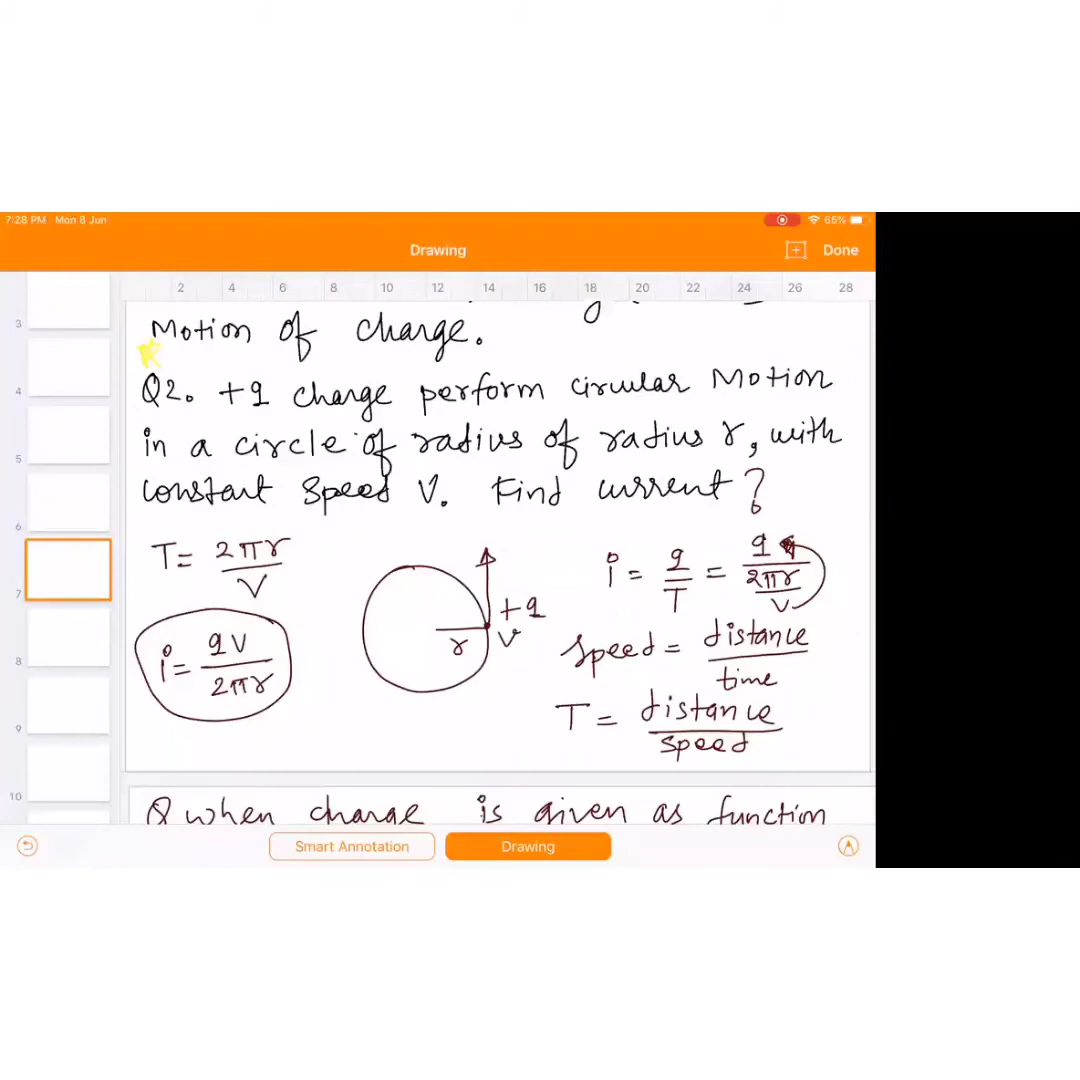 7:28 PM Mon 8 Jun
65%
Drawing
Done
2 4 6 8 10 12 14 16 18 20 22 24 26 28
3
4
5
6
7
8
9
10
Motion of charge.
Q2. +q charge perform circular Motion
in a circle of radius of radius r, with
constant speed V. Find current?
T = 2πr/V
i = q/T = q/(2πr/V)
+q
r
V
speed = distance/time
i = qV/2πr
T = distance/speed
Q when charge is given as function
Smart Annotation
Drawing